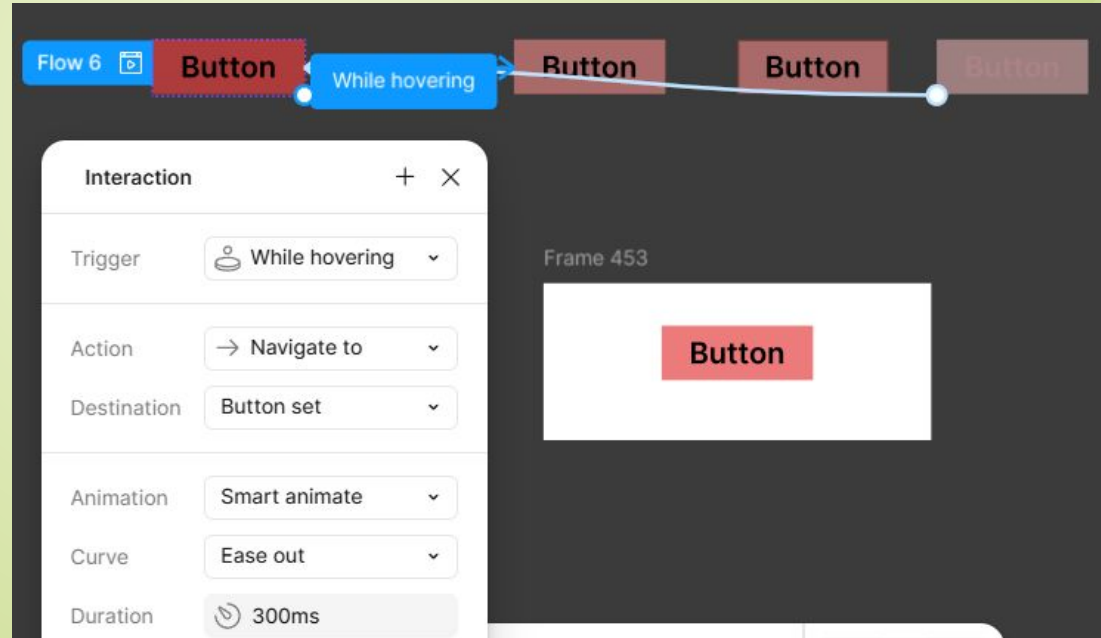 Flow 6
Button
While hovering
Button
Button
Button
Interaction
Trigger
While hovering
Frame 453
Action
Navigate to
Button
Destination
Button set
Animation
Smart animate
Curve
Ease out
Duration
300ms